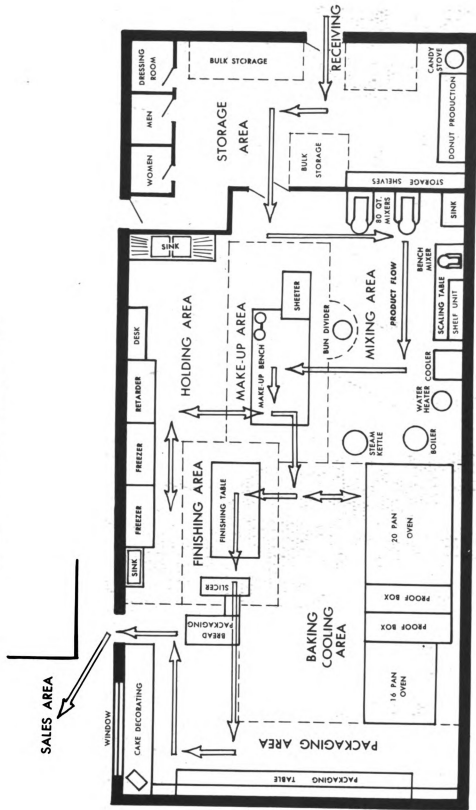 SALES AREA
WINDOW
CAKE DECORATING
PACKAGING TABLE
PACKAGING AREA
BREAD
PACKAGING
SLICER
SINK
FREEZER
FREEZER
RETARDER
DESK
SINK
FINISHING AREA
FINISHING TABLE
HOLDING AREA
MAKE-UP AREA
MAKE-UP BENCH
SHEETER
BUN DIVIDER
MIXING AREA
PRODUCT FLOW
BAKING
COOLING
AREA
16 PAN
OVEN
PROOF BOX
PROOF BOX
20 PAN
OVEN
STEAM
KETTLE
BOILER
WATER
HEATER
COOLER
SCALING TABLE
SHELF UNIT
BENCH
MIXER
80 QT.
MIXERS
SINK
STORAGE SHELVES
WOMEN
MEN
DRESSING
ROOM
STORAGE
AREA
BULK STORAGE
BULK
STORAGE
RECEIVING
DONUT PRODUCTION
CANDY
STOVE